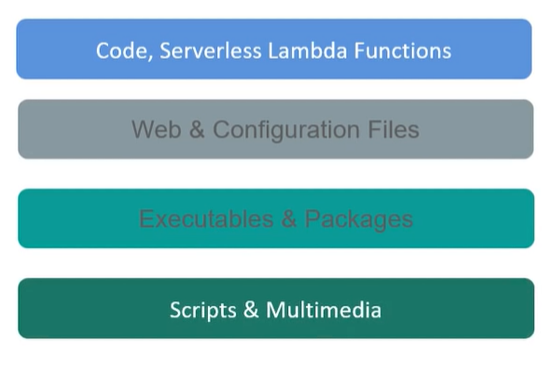 Code, Serverless Lambda Functions
Web & Configuration Files
Executables & Packages
Scripts & Multimedia